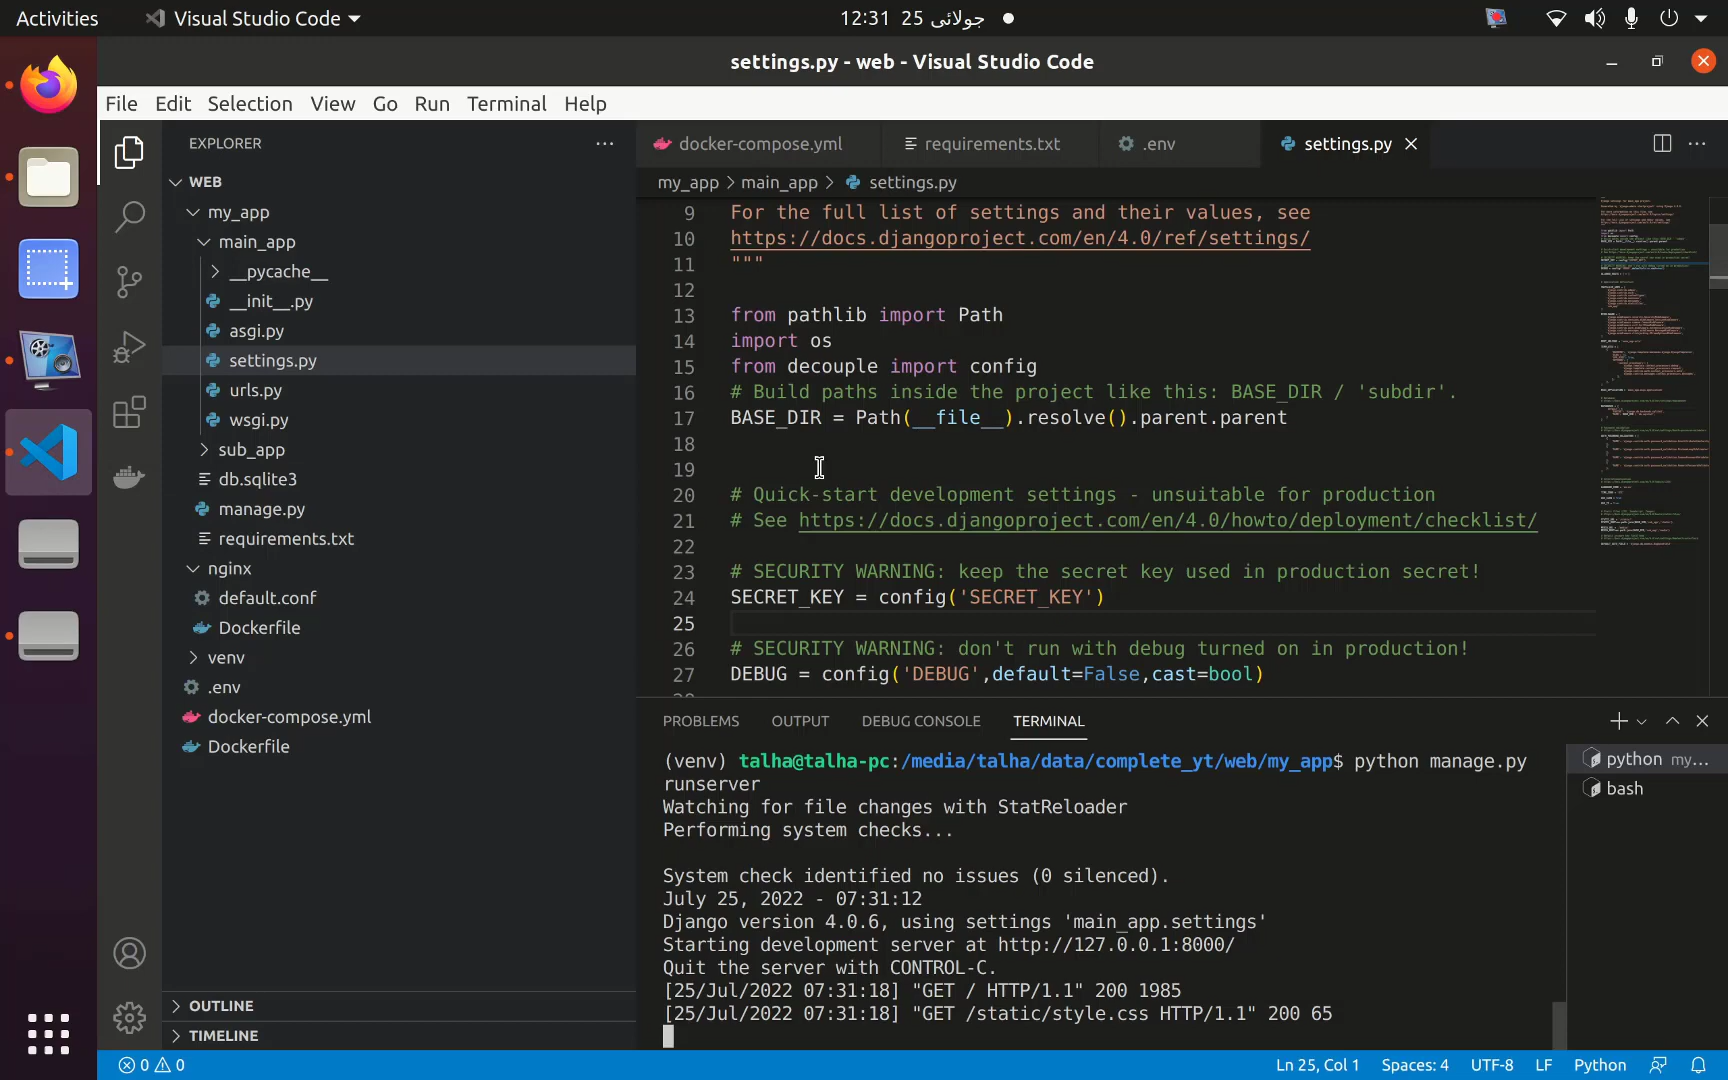 Activities
Visual Studio Code
12:31 25 جولائی
settings.py - web - Visual Studio Code
File Edit Selection View Go Run Terminal Help
EXPLORER
WEB
my_app
main_app
__pycache__
__init__.py
asgi.py
settings.py
urls.py
wsgi.py
sub_app
db.sqlite3
manage.py
requirements.txt
nginx
default.conf
Dockerfile
venv
.env
docker-compose.yml
Dockerfile
OUTLINE
TIMELINE
docker-compose.yml
requirements.txt
.env
settings.py
my_app > main_app > settings.py
9 For the full list of settings and their values, see
10 https://docs.djangoproject.com/en/4.0/ref/settings/
11 """
12
13 from pathlib import Path
14 import os
15 from decouple import config
16 # Build paths inside the project like this: BASE_DIR / 'subdir'.
17 BASE_DIR = Path(__file__).resolve().parent.parent
18
19
20 # Quick-start development settings - unsuitable for production
21 # See https://docs.djangoproject.com/en/4.0/howto/deployment/checklist/
22
23 # SECURITY WARNING: keep the secret key used in production secret!
24 SECRET_KEY = config('SECRET_KEY')
25
26 # SECURITY WARNING: don't run with debug turned on in production!
27 DEBUG = config('DEBUG',default=False,cast=bool)
PROBLEMS OUTPUT DEBUG CONSOLE TERMINAL
(venv) talha@talha-pc:/media/talha/data/complete_yt/web/my_app$ python manage.py
runserver
Watching for file changes with StatReloader
Performing system checks...
System check identified no issues (0 silenced).
July 25, 2022 - 07:31:12
Django version 4.0.6, using settings 'main_app.settings'
Starting development server at http://127.0.0.1:8000/
Quit the server with CONTROL-C.
[25/Jul/2022 07:31:18] "GET / HTTP/1.1" 200 1985
[25/Jul/2022 07:31:18] "GET /static/style.css HTTP/1.1" 200 65
python my...
bash
0 0
Ln 25, Col 1 Spaces: 4 UTF-8 LF Python